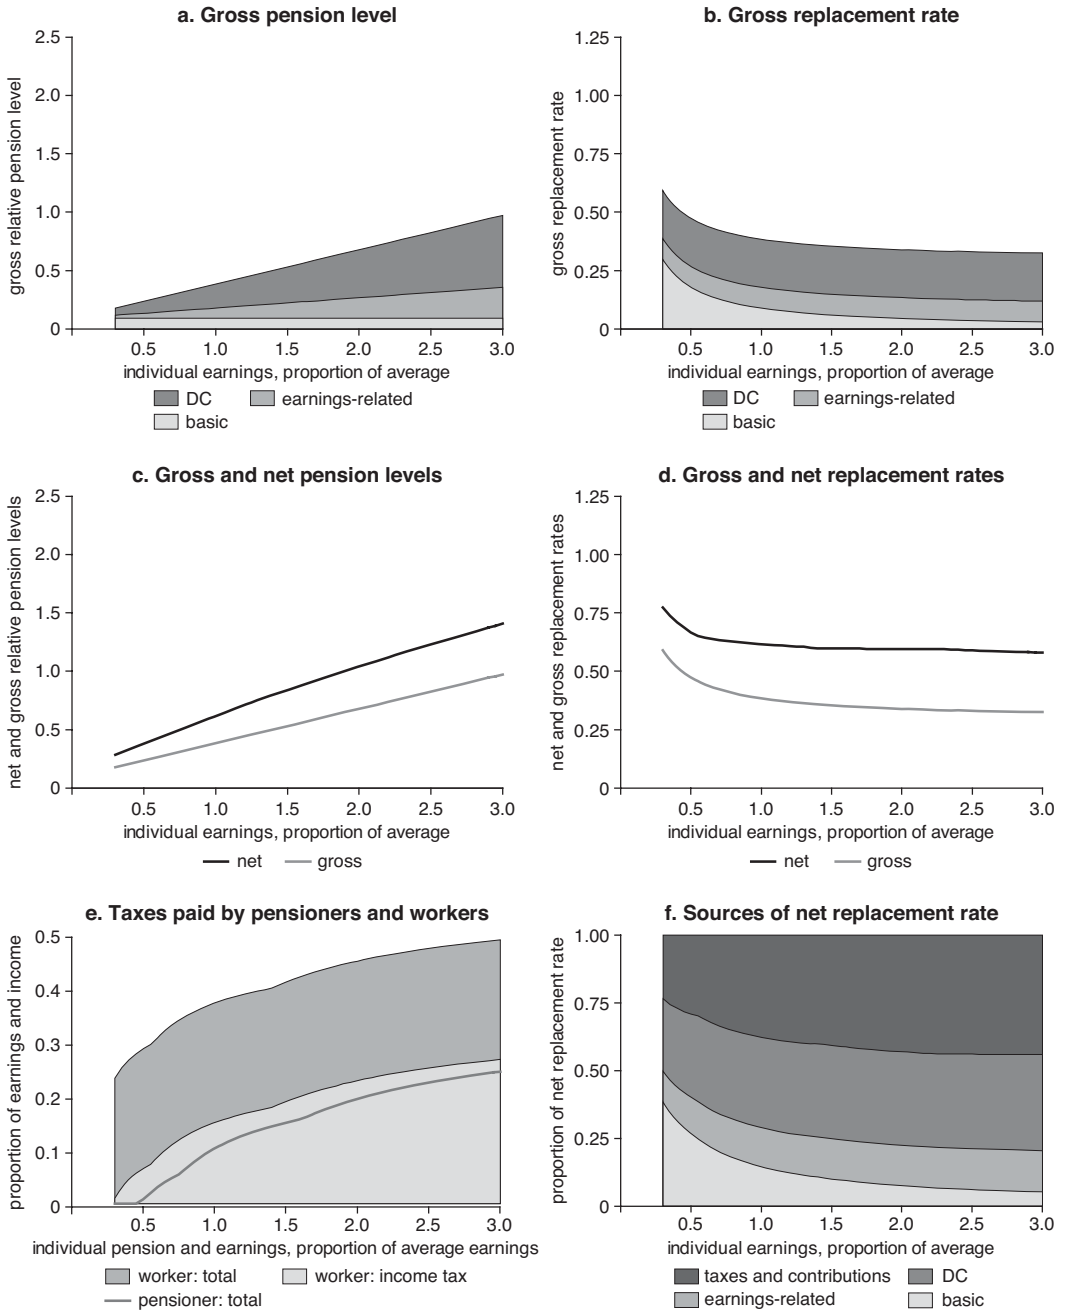 a. Gross pension level
gross relative pension level
2.5
2.0
1.5
1.0
0.5
0
0.5 1.0 1.5 2.0 2.5 3.0
individual earnings, proportion of average
DC earnings-related
basic
b. Gross replacement rate
gross replacement rate
1.25
1.00
0.75
0.50
0.25
0
0.5 1.0 1.5 2.0 2.5 3.0
individual earnings, proportion of average
DC earnings-related
basic
c. Gross and net pension levels
net and gross relative pension levels
2.5
2.0
1.5
1.0
0.5
0
0.5 1.0 1.5 2.0 2.5 3.0
individual earnings, proportion of average
net gross
d. Gross and net replacement rates
net and gross replacement rates
1.25
1.00
0.75
0.50
0.25
0
0.5 1.0 1.5 2.0 2.5 3.0
individual earnings, proportion of average
net gross
e. Taxes paid by pensioners and workers
proportion of earnings and income
0.5
0.4
0.3
0.2
0.1
0
0.5 1.0 1.5 2.0 2.5 3.0
individual pension and earnings, proportion of average earnings
worker: total worker: income tax
pensioner: total
f. Sources of net replacement rate
proportion of net replacement rate
1.00
0.75
0.50
0.25
0
0.5 1.0 1.5 2.0 2.5 3.0
individual earnings, proportion of average
taxes and contributions DC
earnings-related basic